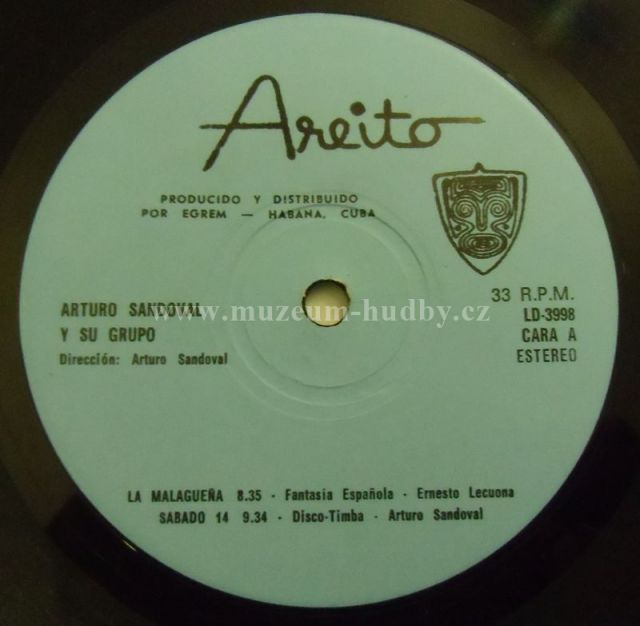 Areito
PRODUCIDO Y DISTRIBUIDO
POR EGREM — HABANA, CUBA
33 R.P.M.
LD-3998
CARA A
ESTEREO
ARTURO SANDOVAL
Y SU GRUPO
Dirección: Arturo Sandoval
www.muzeum-hudby.cz
LA MALAGUEÑA 8.35 - Fantasia Española - Ernesto Lecuona
SABADO 14 9.34 - Disco-Timba - Arturo Sandoval